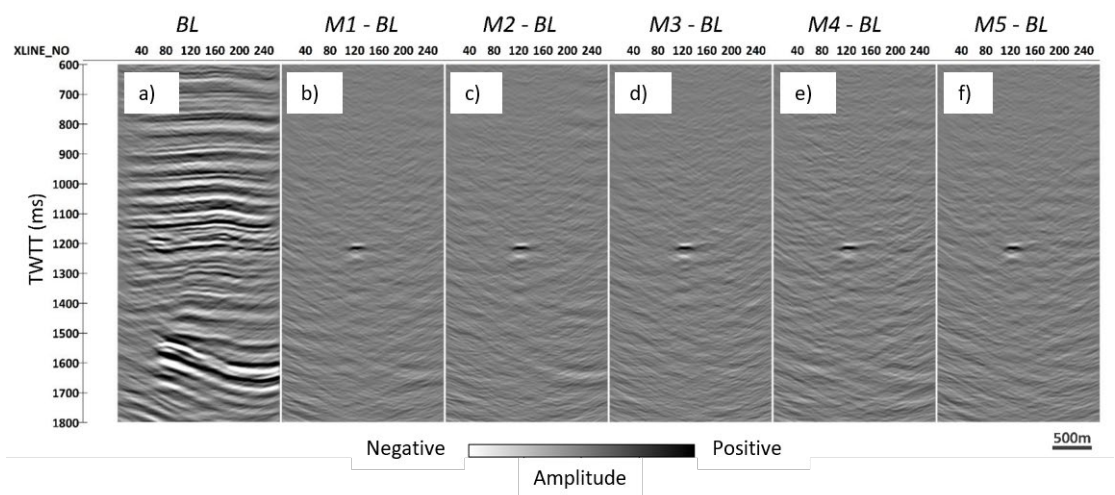 BL M1 - BL M2 - BL M3 - BL M4 - BL M5 - BL
XLINE_NO 40 80 120 160 200 240 40 80 120 160 200 240 40 80 120 160 200 240 40 80 120 160 200 240 40 80 120 160 200 240 40 80 120 160 200 240
600
a) b) c) d) e) f)
700
800
900
1000
1100
1200
1300
1400
1500
1600
1700
1800
TWTT (ms)
500m
Negative Positive
Amplitude